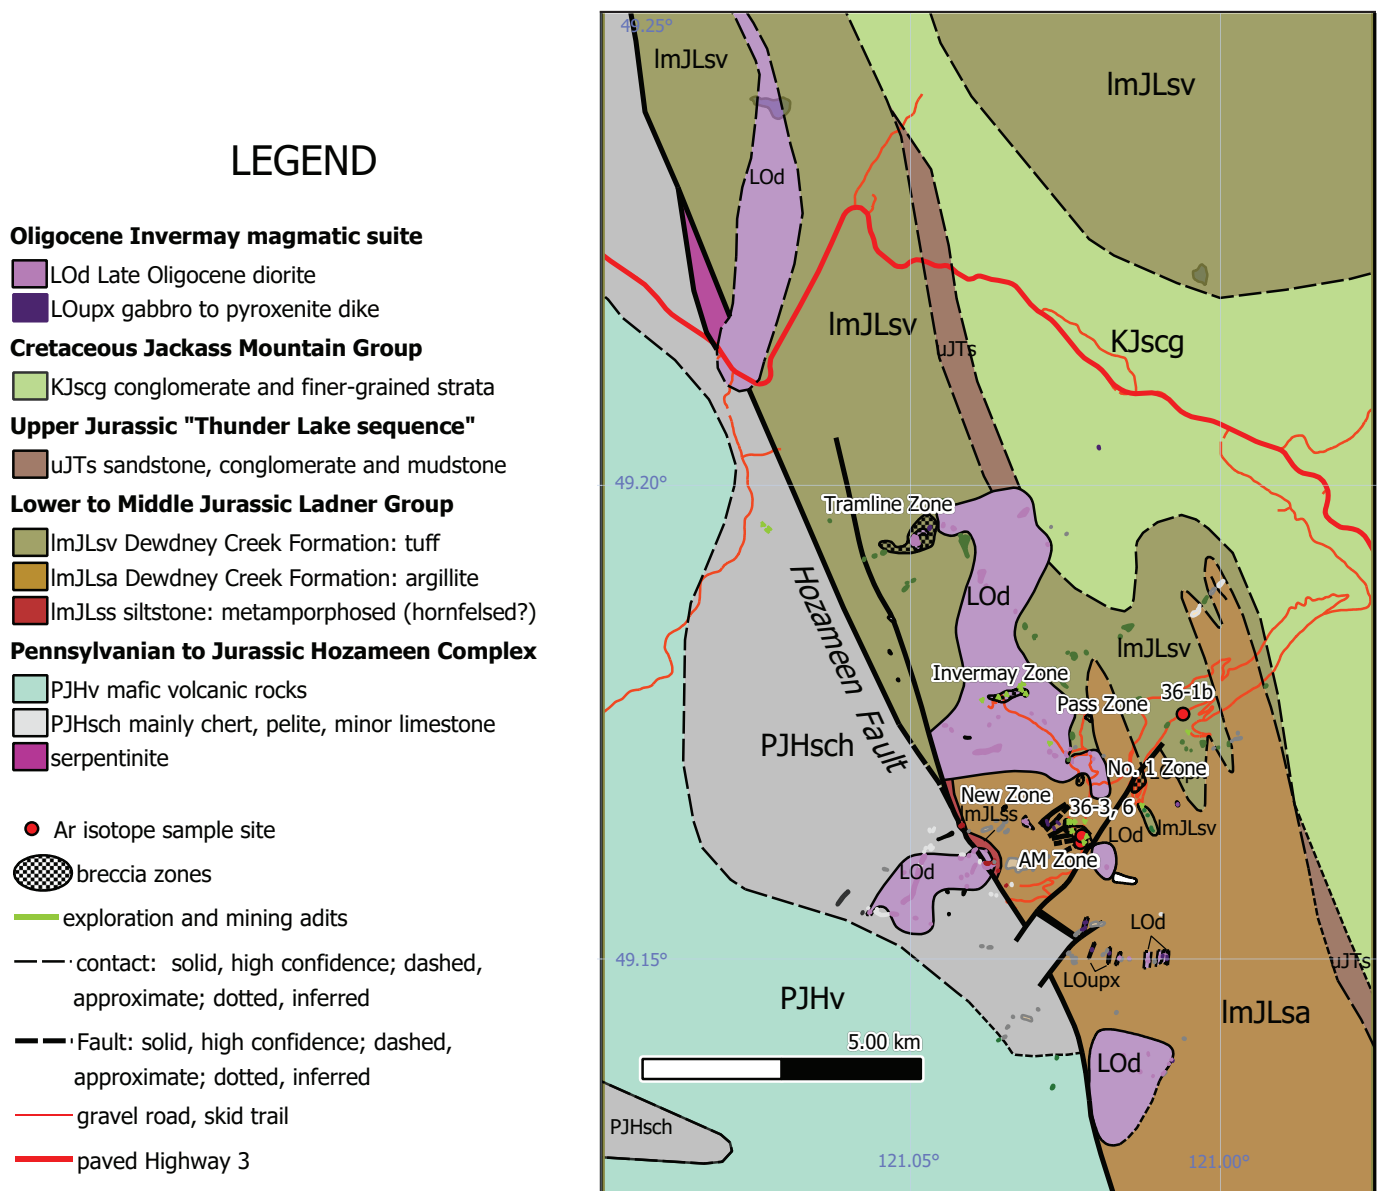 LEGEND
Oligocene Invermay magmatic suite
LOd Late Oligocene diorite
LOupx gabbro to pyroxenite dike
Cretaceous Jackass Mountain Group
KJscg conglomerate and finer-grained strata
Upper Jurassic "Thunder Lake sequence"
uJTs sandstone, conglomerate and mudstone
Lower to Middle Jurassic Ladner Group
lmJLsv Dewdney Creek Formation: tuff
lmJLsa Dewdney Creek Formation: argillite
lmJLss siltstone: metamporphosed (hornfelsed?)
Pennsylvanian to Jurassic Hozameen Complex
PJHv mafic volcanic rocks
PJHsch mainly chert, pelite, minor limestone
serpentinite
Ar isotope sample site
breccia zones
exploration and mining adits
contact: solid, high confidence; dashed,
approximate; dotted, inferred
Fault: solid, high confidence; dashed,
approximate; dotted, inferred
gravel road, skid trail
paved Highway 3
49.25°
lmJLsv
lmJLsv
LOd
lmJLsv
uJTs
KJscg
49.20°
Tramline Zone
Hozameen Fault
LOd
lmJLsv
Invermay Zone
Pass Zone
36-1b
PJHsch
No. 1 Zone
New Zone
36-3, 6
lmJLss
LOd
lmJLsv
AM Zone
LOd
LOd
49.15°
LOupx
uJTs
PJHv
lmJLsa
5.00 km
LOd
PJHsch
121.05°
121.00°